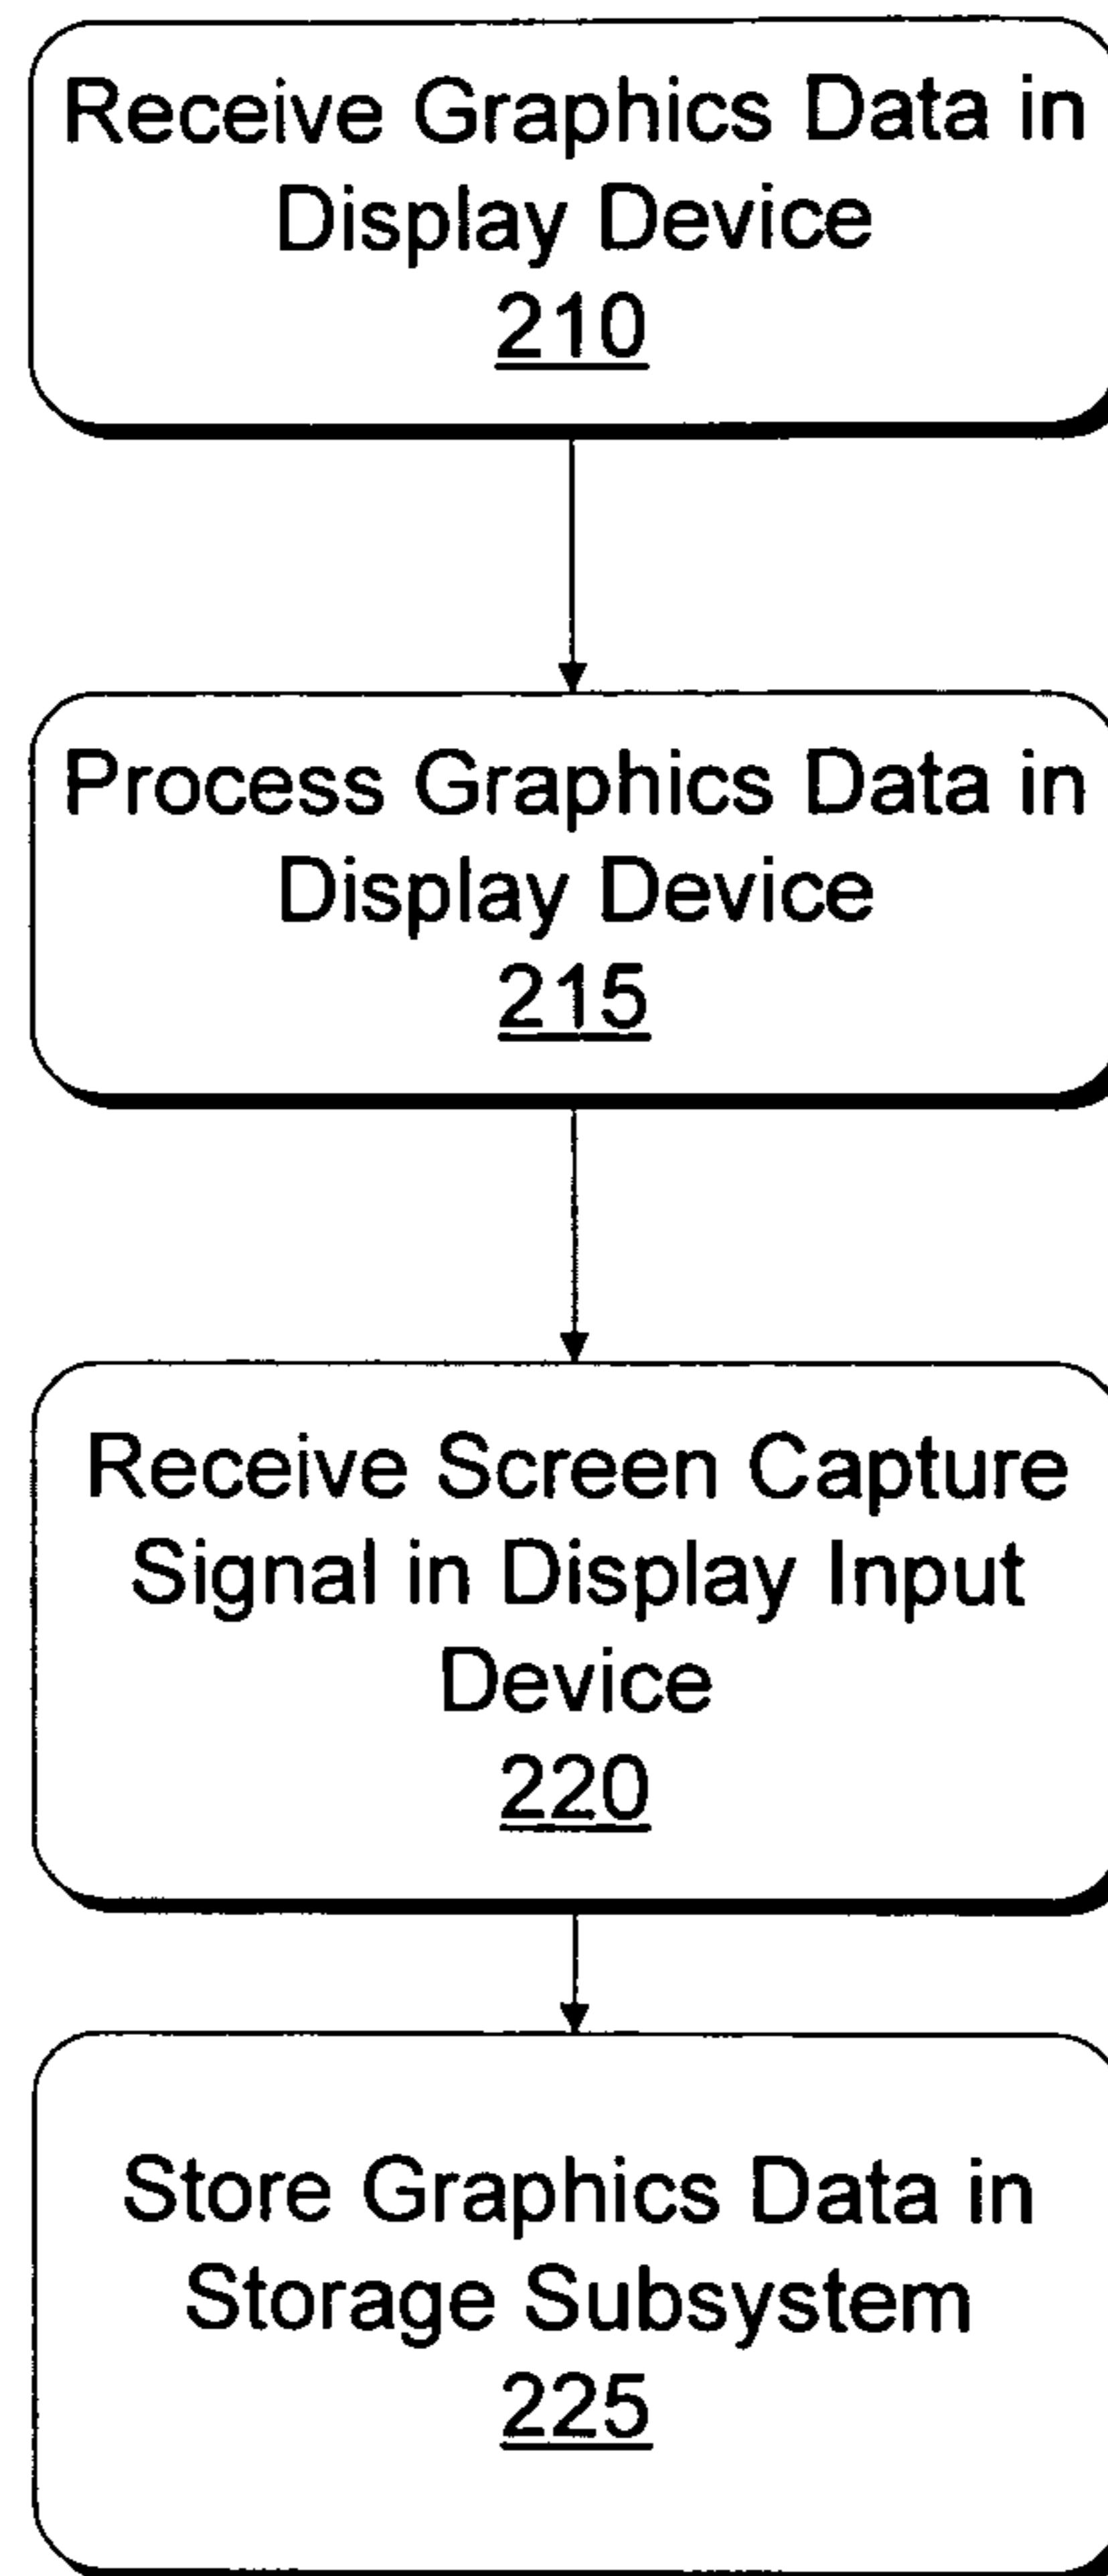 Receive Graphics Data in
Display Device
210
Process Graphics Data in
Display Device
215
Receive Screen Capture
Signal in Display Input
Device
220
Store Graphics Data in
Storage Subsystem
225